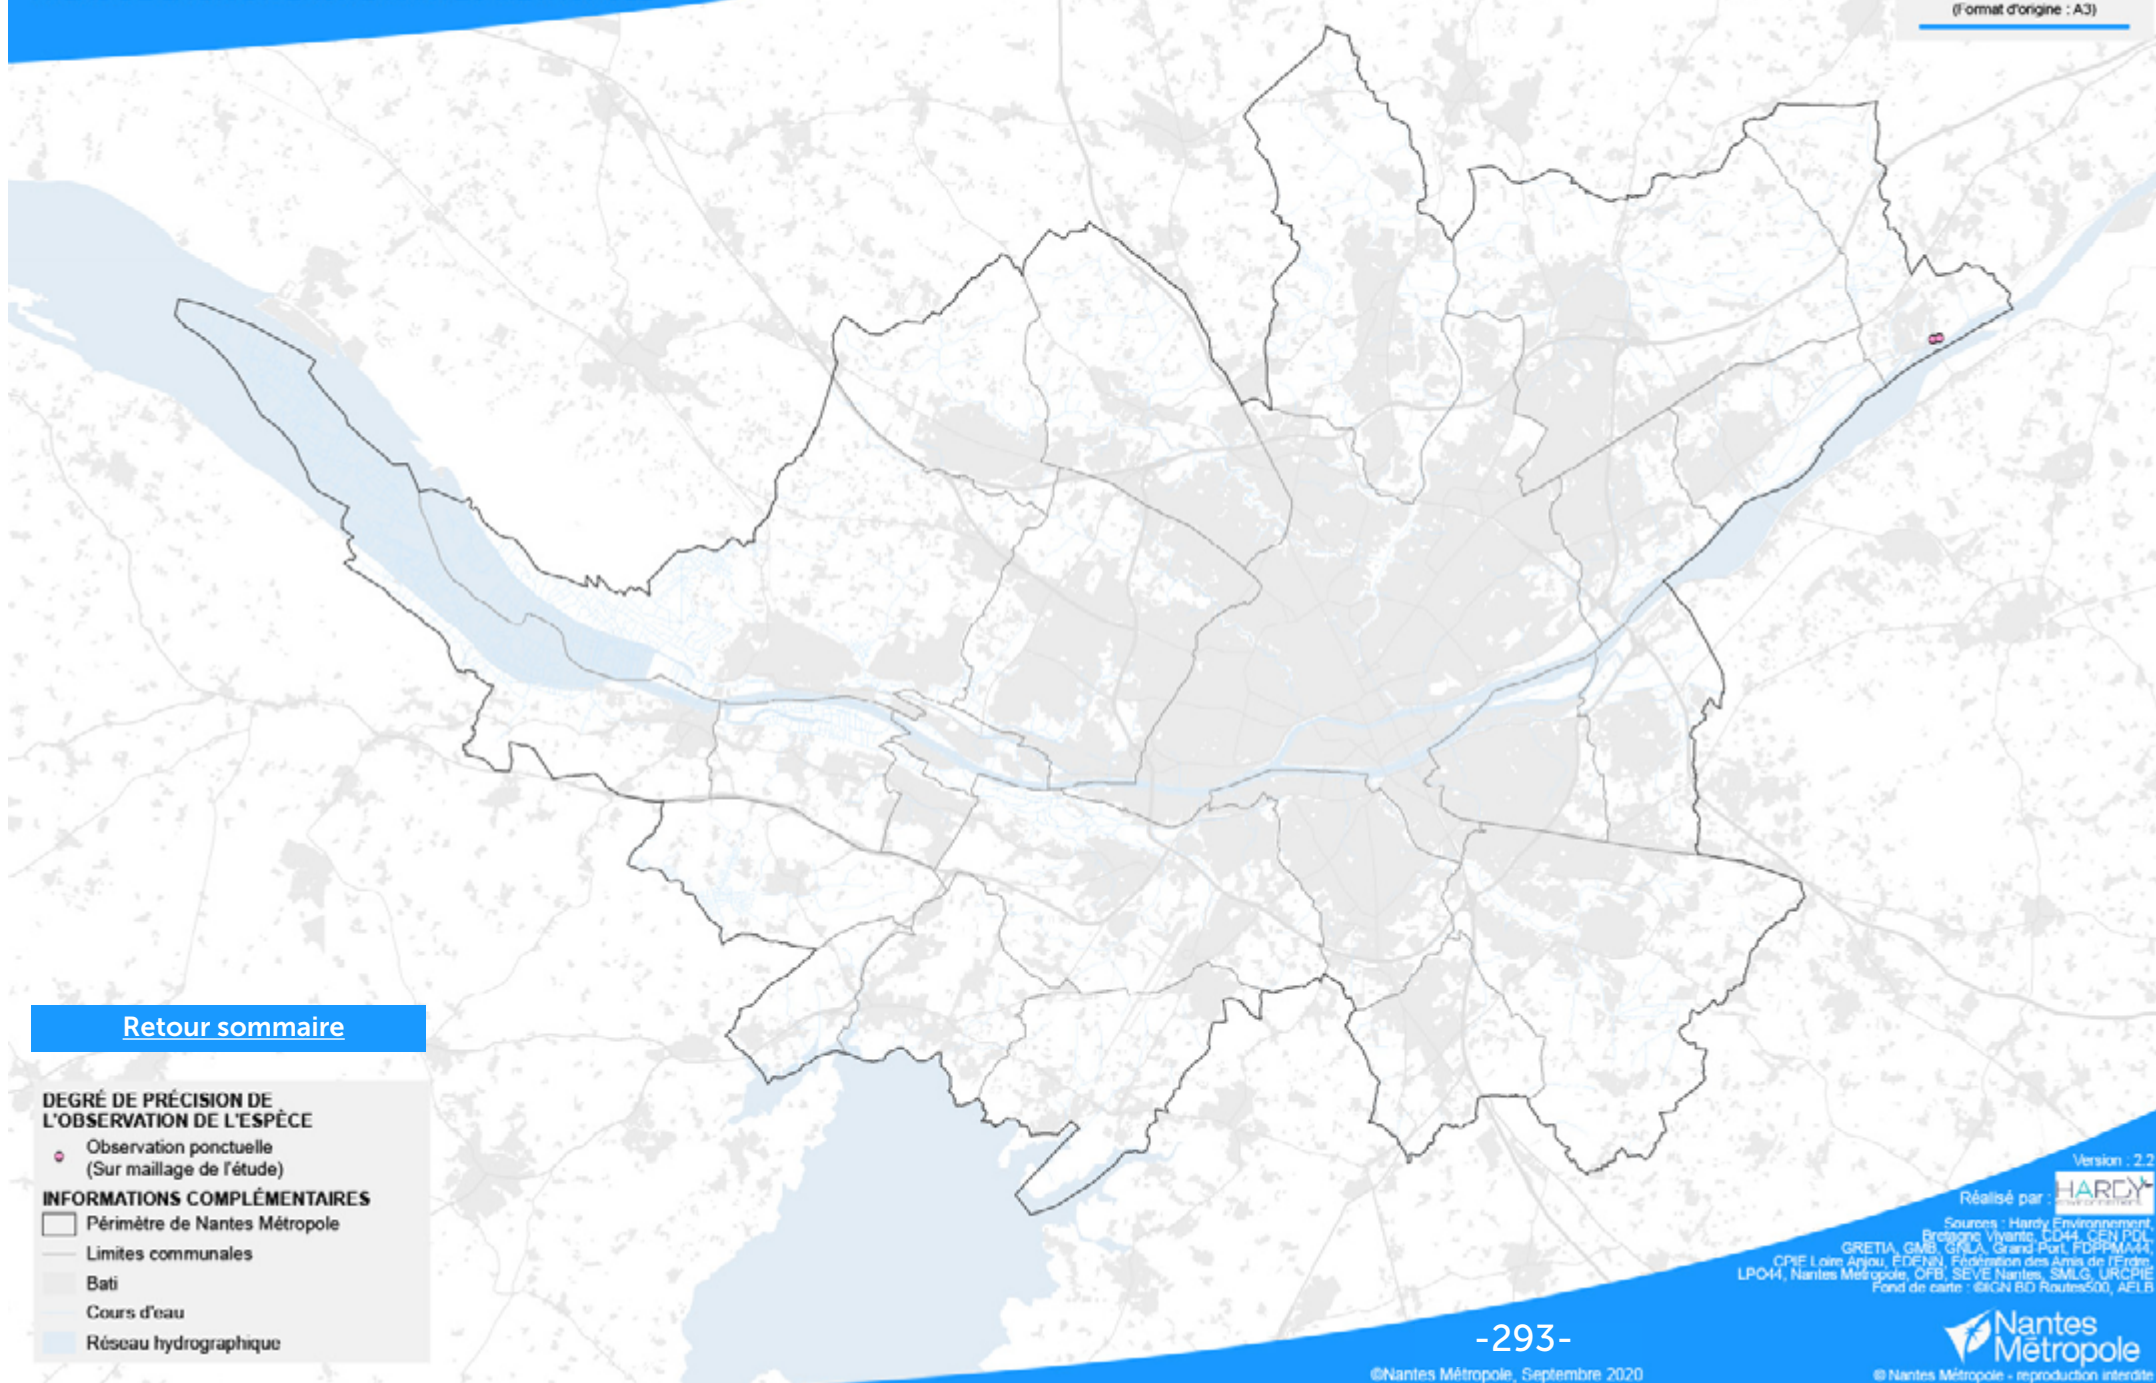 (Format d'origine : A3)
Retour sommaire
DEGRÉ DE PRÉCISION DE
L'OBSERVATION DE L'ESPÈCE
Observation ponctuelle
(Sur maillage de l'étude)
INFORMATIONS COMPLÉMENTAIRES
Périmètre de Nantes Métropole
Limites communales
Bati
Cours d'eau
Réseau hydrographique
Version : 2.2
Réalisé par :
HARDY
ENVIRONNEMENT
Sources : Hardy Environnement,
Bretagne Vivante, CD44, CEN PDL,
GRETIA, GMB, GNLA, Grand Port, FDPPMA44,
CPIE Loire Anjou, EDENN, Fédération des Amis de l'Erdre,
LPO44, Nantes Métropole, OFB, SEVE Nantes, SMLG, URCPIE
Fond de carte : ©IGN BD Routes500, AELB
Nantes
Métropole
-293-
©Nantes Métropole, Septembre 2020
© Nantes Métropole - reproduction interdite